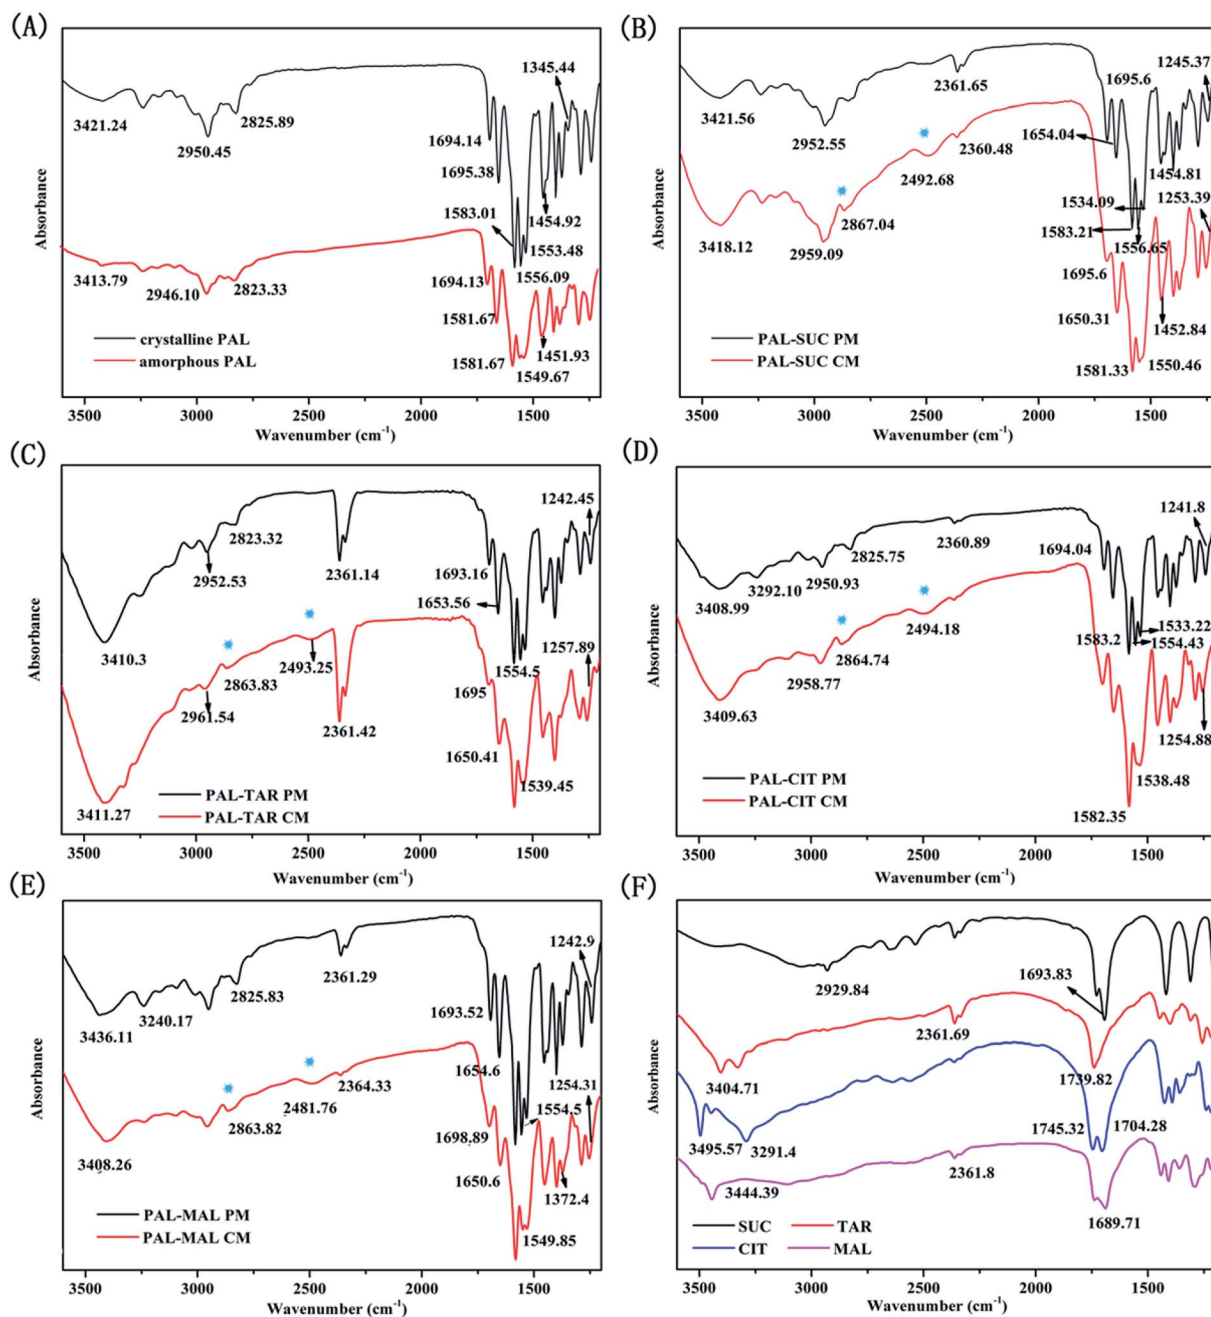 (A)
1345.44
3421.24
2825.89
2950.45
1694.14
1695.38
1583.01
1454.92
1553.48
1556.09
3413.79
2946.10
2823.33
1694.13
1581.67
1581.67
1451.93
1549.67
crystalline PAL
amorphous PAL
Absorbance
3500 3000 2500 2000 1500
Wavenumber (cm⁻¹)
(B)
1245.37
2361.65
1695.6
3421.56
2952.55
1654.04
2360.48
2492.68
1454.81
1534.09
1253.39
2867.04
1583.21
1556.65
3418.12
2959.09
1695.6
1650.31
1452.84
1581.33
1550.46
PAL-SUC PM
PAL-SUC CM
Absorbance
3500 3000 2500 2000 1500
Wavenumber (cm⁻¹)
(C)
1242.45
2823.32
2952.53
2361.14
1693.16
1653.56
3410.3
1554.5
1257.89
2493.25
2863.83
2961.54
1695
2361.42
1650.41
1539.45
3411.27
PAL-TAR PM
PAL-TAR CM
Absorbance
3500 3000 2500 2000 1500
Wavenumber (cm⁻¹)
(D)
1241.8
2825.75
2360.89
1694.04
3292.10
2950.93
3408.99
2494.18
1533.22
1583.2
1554.43
2864.74
2958.77
3409.63
1254.88
1538.48
1582.35
PAL-CIT PM
PAL-CIT CM
Absorbance
3500 3000 2500 2000 1500
Wavenumber (cm⁻¹)
(E)
1242.9
2361.29
2825.83
3240.17
3436.11
1693.52
1654.6
2364.33
2481.76
1254.31
2863.82
1554.5
1698.89
3408.26
1650.6
1372.4
1549.85
PAL-MAL PM
PAL-MAL CM
Absorbance
3500 3000 2500 2000 1500
Wavenumber (cm⁻¹)
(F)
2929.84
1693.83
2361.69
3404.71
1739.82
1745.32
1704.28
3495.57
3291.4
2361.8
3444.39
1689.71
SUC TAR
CIT MAL
Absorbance
3500 3000 2500 2000 1500
Wavenumber (cm⁻¹)